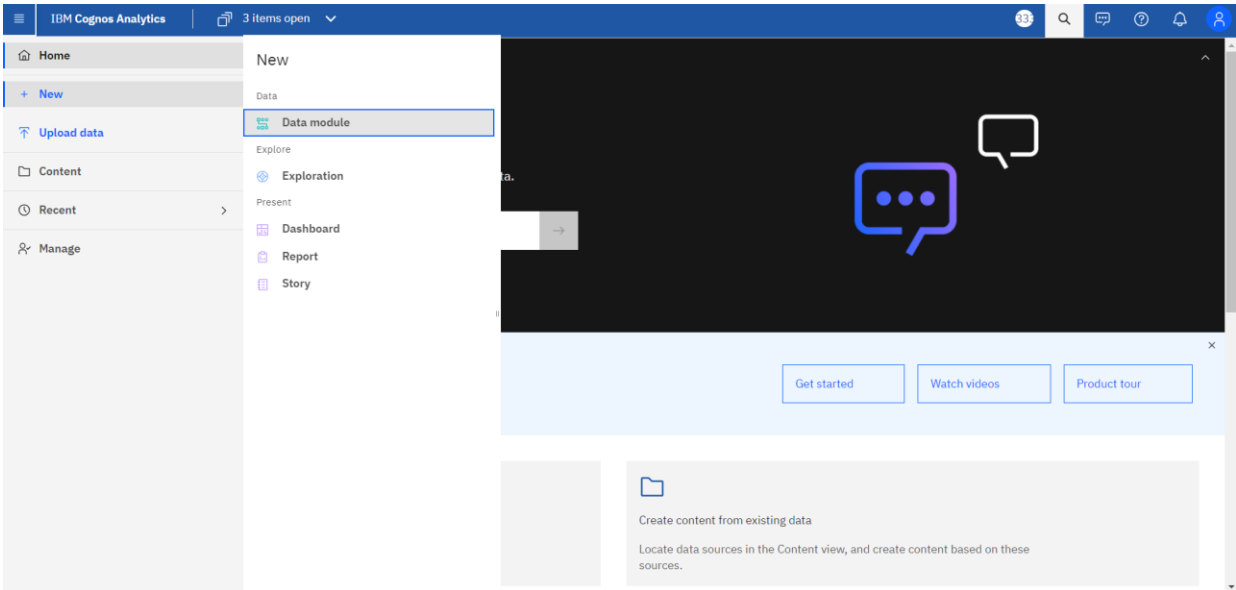 IBM Cognos Analytics
3 items open
333
Home
New
Upload data
Content
Recent
Manage
New
Data
Data module
Explore
Exploration
Present
Dashboard
Report
Story
ta.
Get started
Watch videos
Product tour
Create content from existing data
Locate data sources in the Content view, and create content based on these
sources.